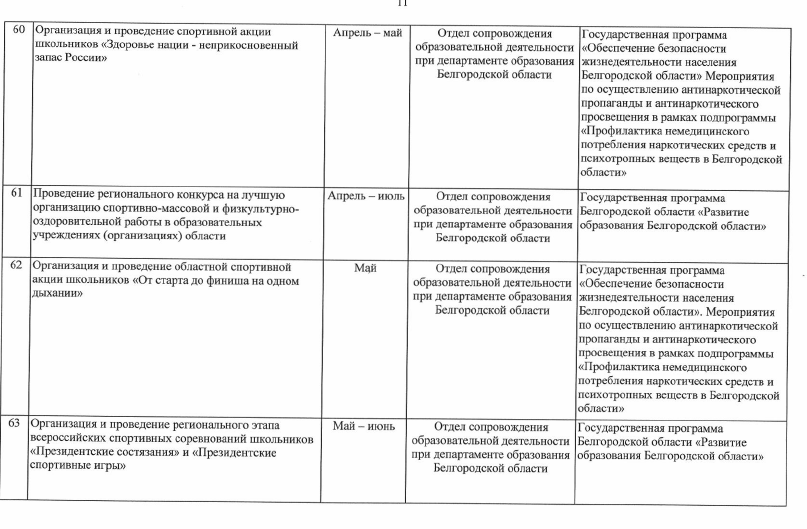 11
60
Организация и проведение спортивной акции
школьников «Здоровье нации - неприкосновенный
запас России»
Апрель – май
Отдел сопровождения
образовательной деятельности
при департаменте образования
Белгородской области
Государственная программа
«Обеспечение безопасности
жизнедеятельности населения
Белгородской области» Мероприятия
по осуществлению антинаркотической
пропаганды и антинаркотического
просвещения в рамках подпрограммы
«Профилактика немедицинского
потребления наркотических средств и
психотропных веществ в Белгородской
области»
61
Проведение регионального конкурса на лучшую
организацию спортивно-массовой и физкультурно-
оздоровительной работы в образовательных
учреждениях (организациях) области
Апрель – июль
Отдел сопровождения
образовательной деятельности
при департаменте образования
Белгородской области
Государственная программа
Белгородской области «Развитие
образования Белгородской области»
62
Организация и проведение областной спортивной
акции школьников «От старта до финиша на одном
дыхании»
Май
Отдел сопровождения
образовательной деятельности
при департаменте образования
Белгородской области
Государственная программа
«Обеспечение безопасности
жизнедеятельности населения
Белгородской области». Мероприятия
по осуществлению антинаркотической
пропаганды и антинаркотического
просвещения в рамках подпрограммы
«Профилактика немедицинского
потребления наркотических средств и
психотропных веществ в Белгородской
области»
63
Организация и проведение регионального этапа
всероссийских спортивных соревнований школьников
«Президентские состязания» и «Президентские
спортивные игры»
Май – июнь
Отдел сопровождения
образовательной деятельности
при департаменте образования
Белгородской области
Государственная программа
Белгородской области «Развитие
образования Белгородской области»